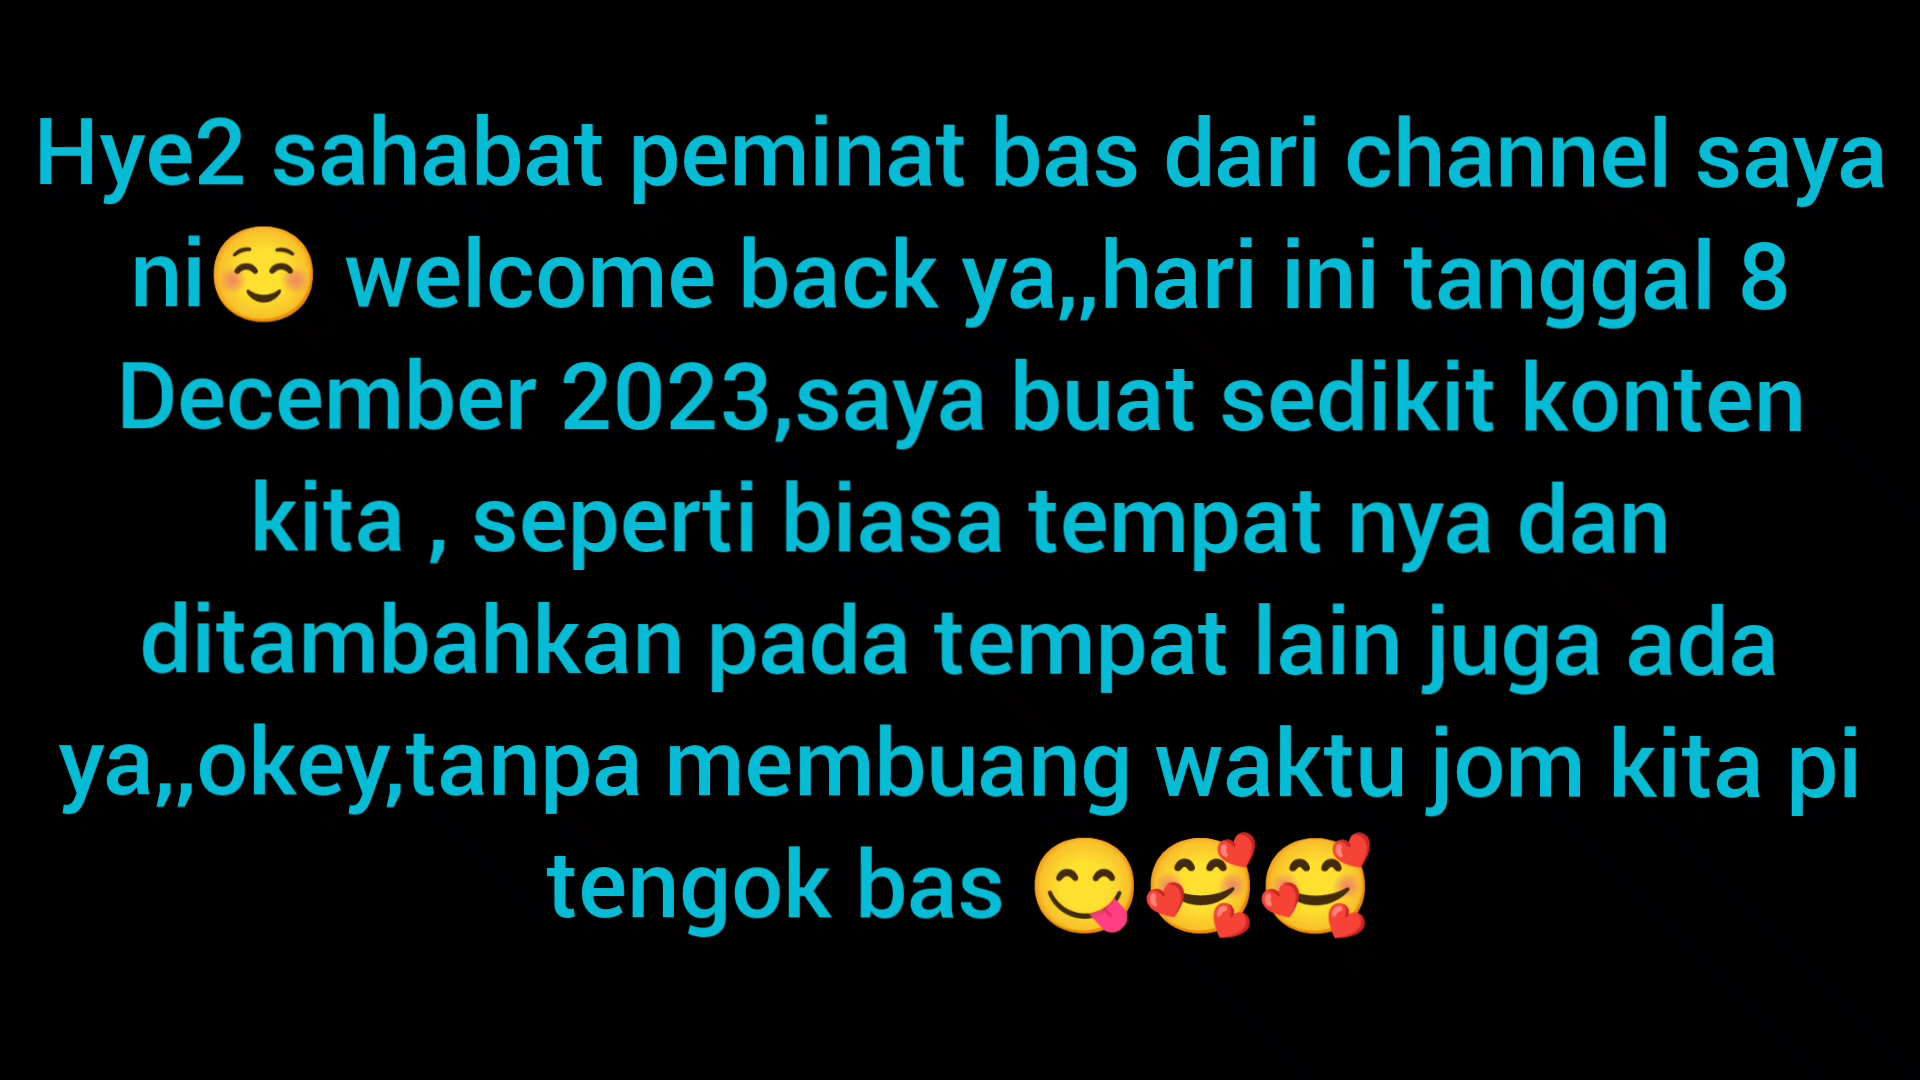 Hye2 sahabat peminat bas dari channel saya
ni☺️ welcome back ya,,hari ini tanggal 8
December 2023,saya buat sedikit konten
kita , seperti biasa tempat nya dan
ditambahkan pada tempat lain juga ada
ya,,okey,tanpa membuang waktu jom kita pi
tengok bas 😋🥰🥰